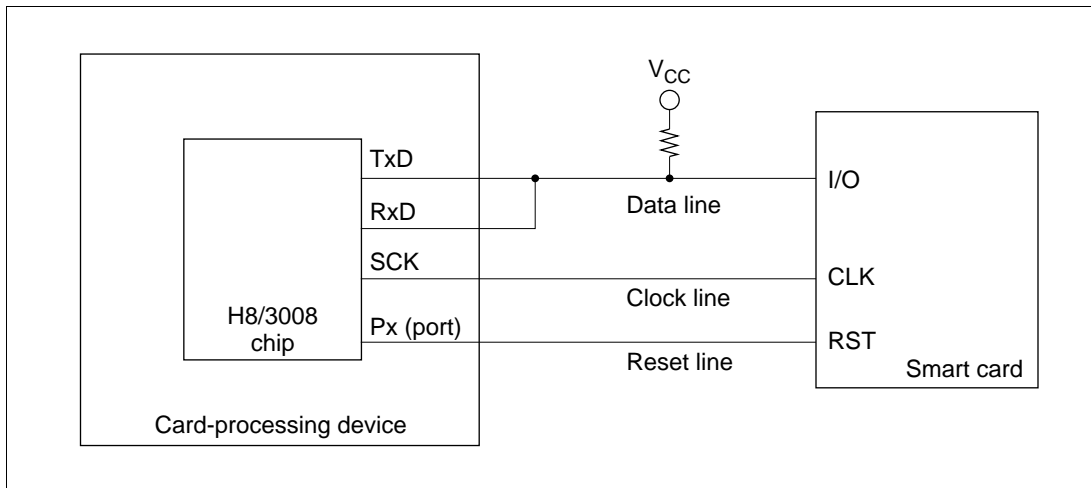 V_CC
TxD
I/O
RxD
Data line
SCK
CLK
Clock line
H8/3008
chip
Px (port)
RST
Reset line
Smart card
Card-processing device